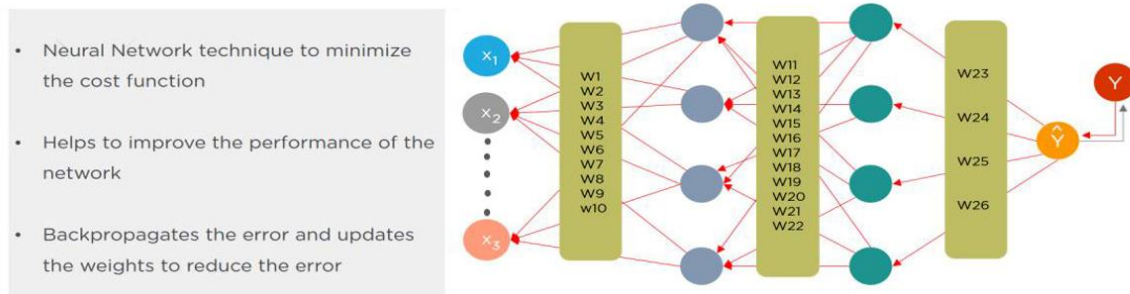 • Neural Network technique to minimize
the cost function
• Helps to improve the performance of the
network
• Backpropagates the error and updates
the weights to reduce the error
x1
x2
x3
W1
W2
W3
W4
W5
W6
W7
W8
W9
w10
W11
W12
W13
W14
W15
W16
W17
W18
W19
W20
W21
W22
W23
W24
W25
W26
Ŷ
Y